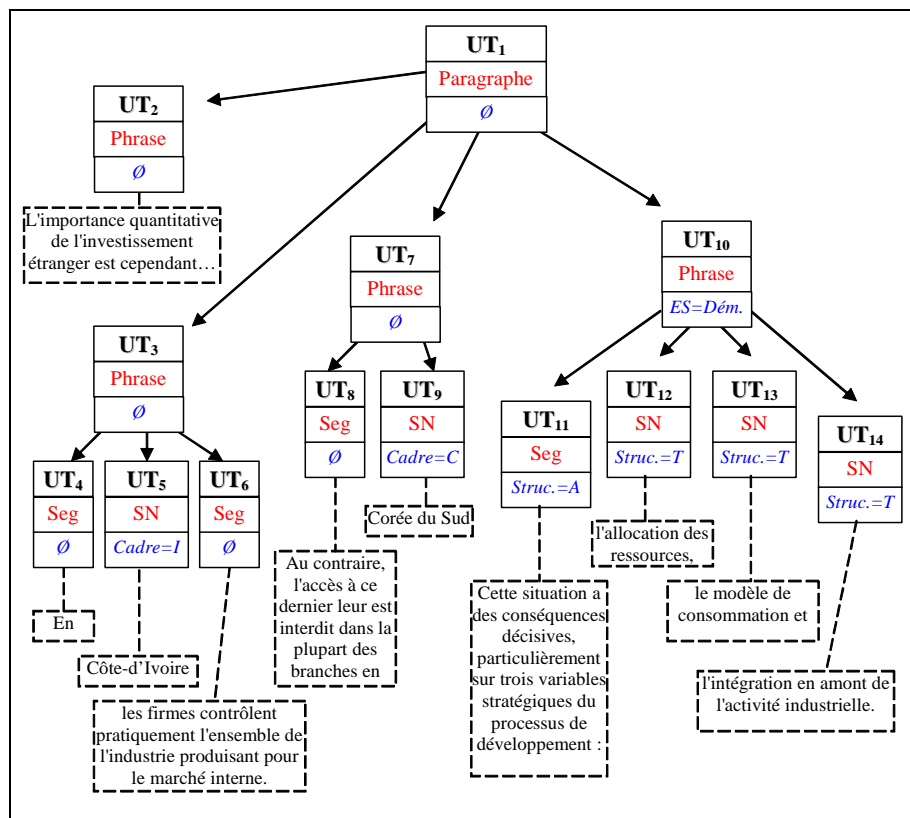 UT1
Paragraphe
Ø
UT2
Phrase
Ø
L'importance quantitative
de l'investissement
étranger est cependant…
UT3
Phrase
Ø
UT4
Seg
Ø
En
UT5
SN
Cadre=I
Côte-d'Ivoire
UT6
Seg
Ø
les firmes contrôlent
pratiquement l'ensemble de
l'industrie produisant pour
le marché interne.
UT7
Phrase
Ø
UT8
Seg
Ø
Au contraire,
l'accès à ce
dernier leur est
interdit dans la
plupart des
branches en
UT9
SN
Cadre=C
Corée du Sud
UT10
Phrase
ES=Dém.
UT11
Seg
Struc.=A
Cette situation a
des conséquences
décisives,
particulièrement
sur trois variables
stratégiques du
processus de
développement :
UT12
SN
Struc.=T
l'allocation des
ressources,
UT13
SN
Struc.=T
le modèle de
consommation et
UT14
SN
Struc.=T
l'intégration en amont de
l'activité industrielle.